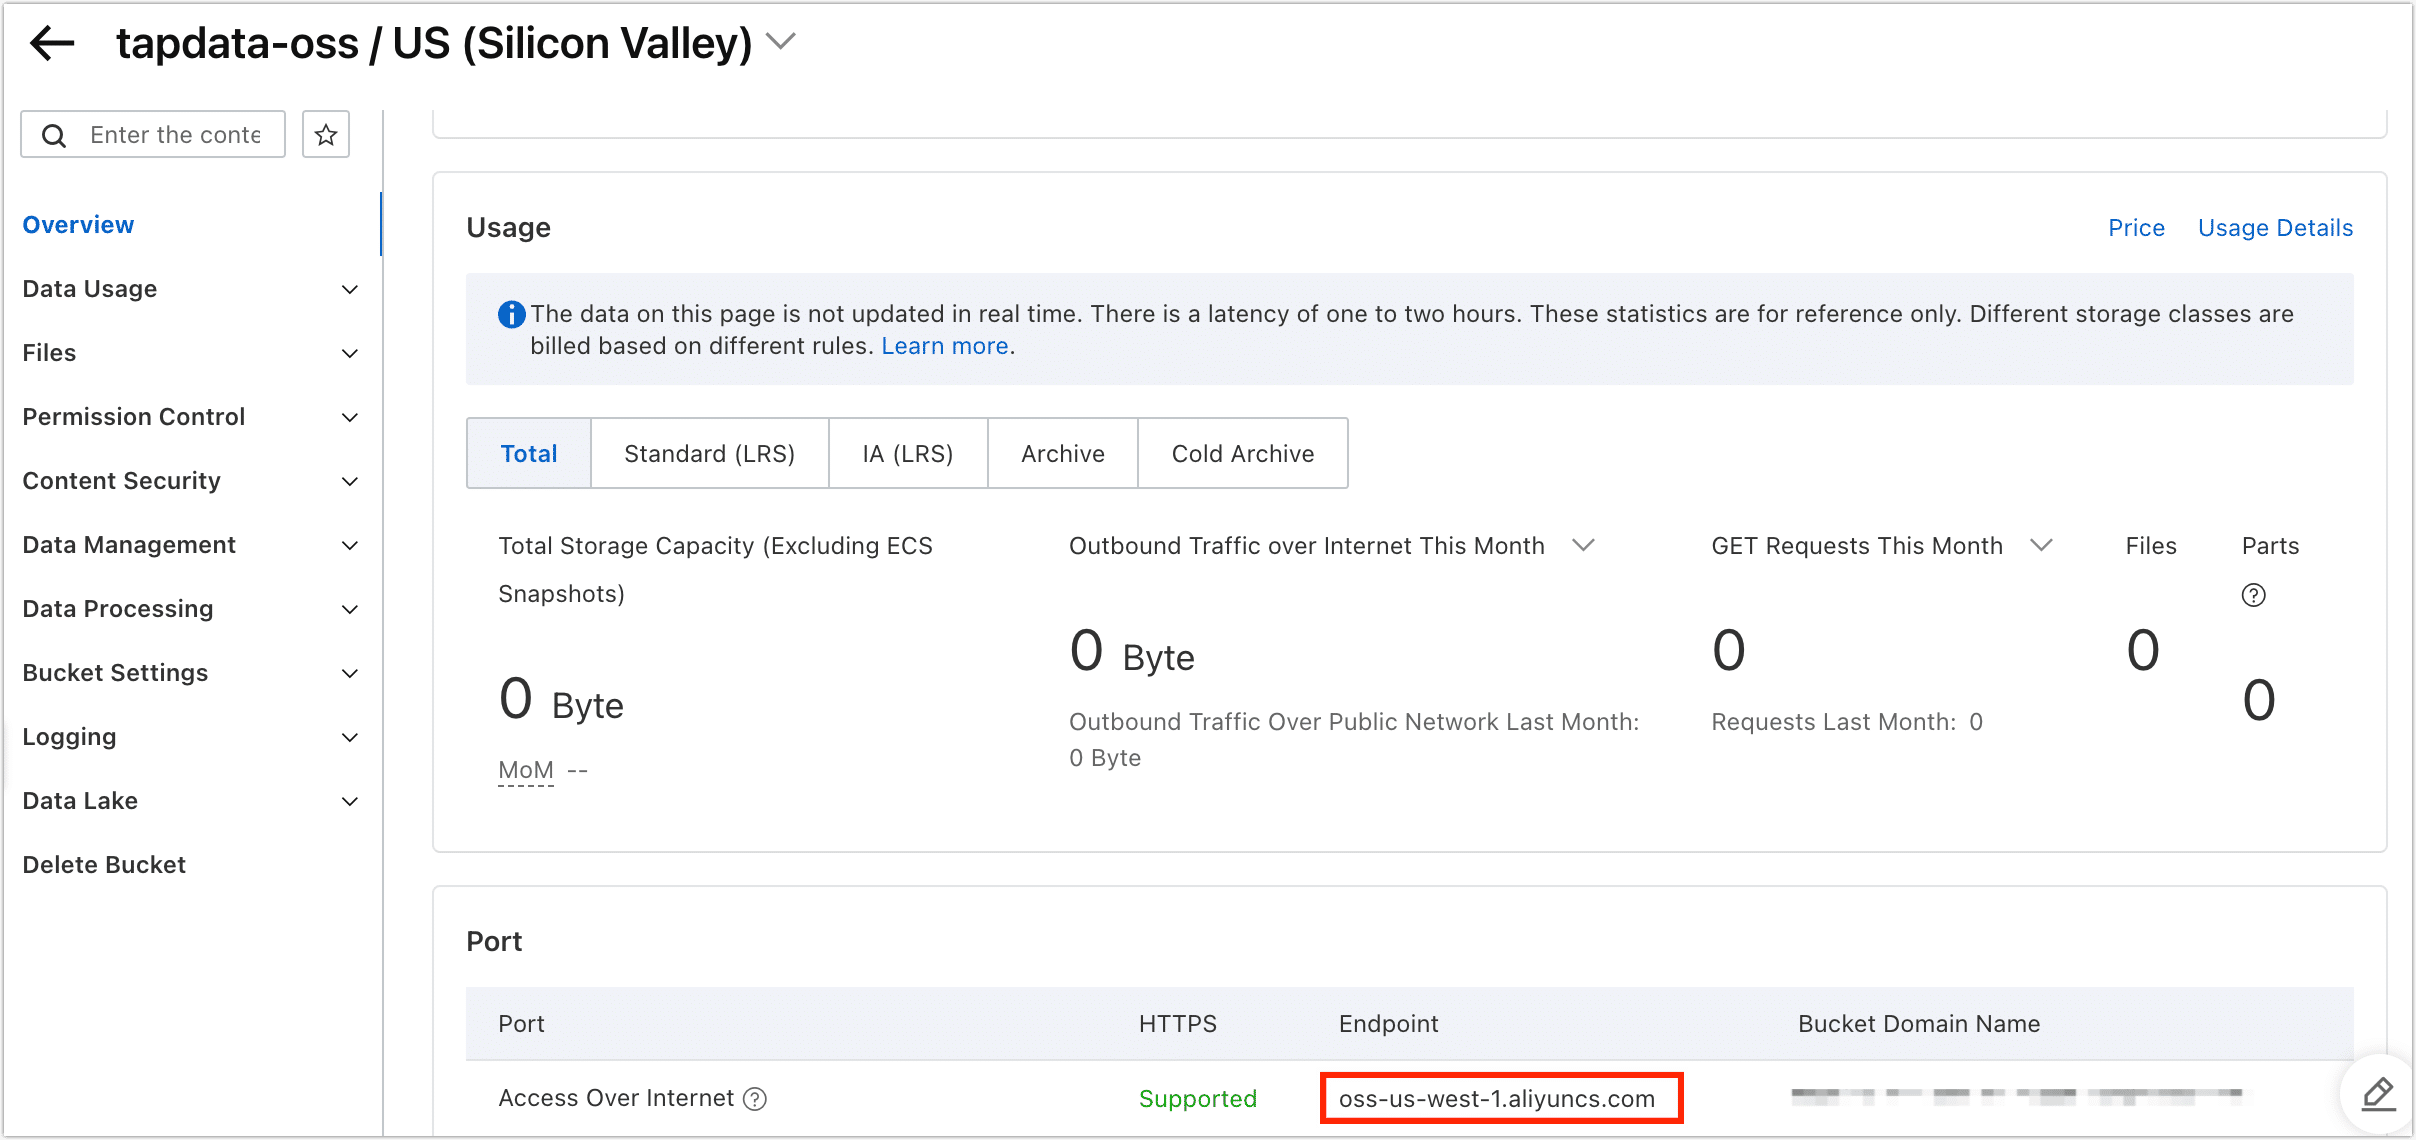 tapdata-oss / US (Silicon Valley)
Enter the conte
Overview
Data Usage
Files
Permission Control
Content Security
Data Management
Data Processing
Bucket Settings
Logging
Data Lake
Delete Bucket
Usage
Price
Usage Details
The data on this page is not updated in real time. There is a latency of one to two hours. These statistics are for reference only. Different storage classes are
billed based on different rules. Learn more.
Total
Standard (LRS)
IA (LRS)
Archive
Cold Archive
Total Storage Capacity (Excluding ECS
Snapshots)
0 Byte
MoM --
Outbound Traffic over Internet This Month
0 Byte
Outbound Traffic Over Public Network Last Month:
0 Byte
GET Requests This Month
0
Requests Last Month: 0
Files
0
Parts
0
Port
Port
HTTPS
Endpoint
Bucket Domain Name
Access Over Internet
Supported
oss-us-west-1.aliyuncs.com